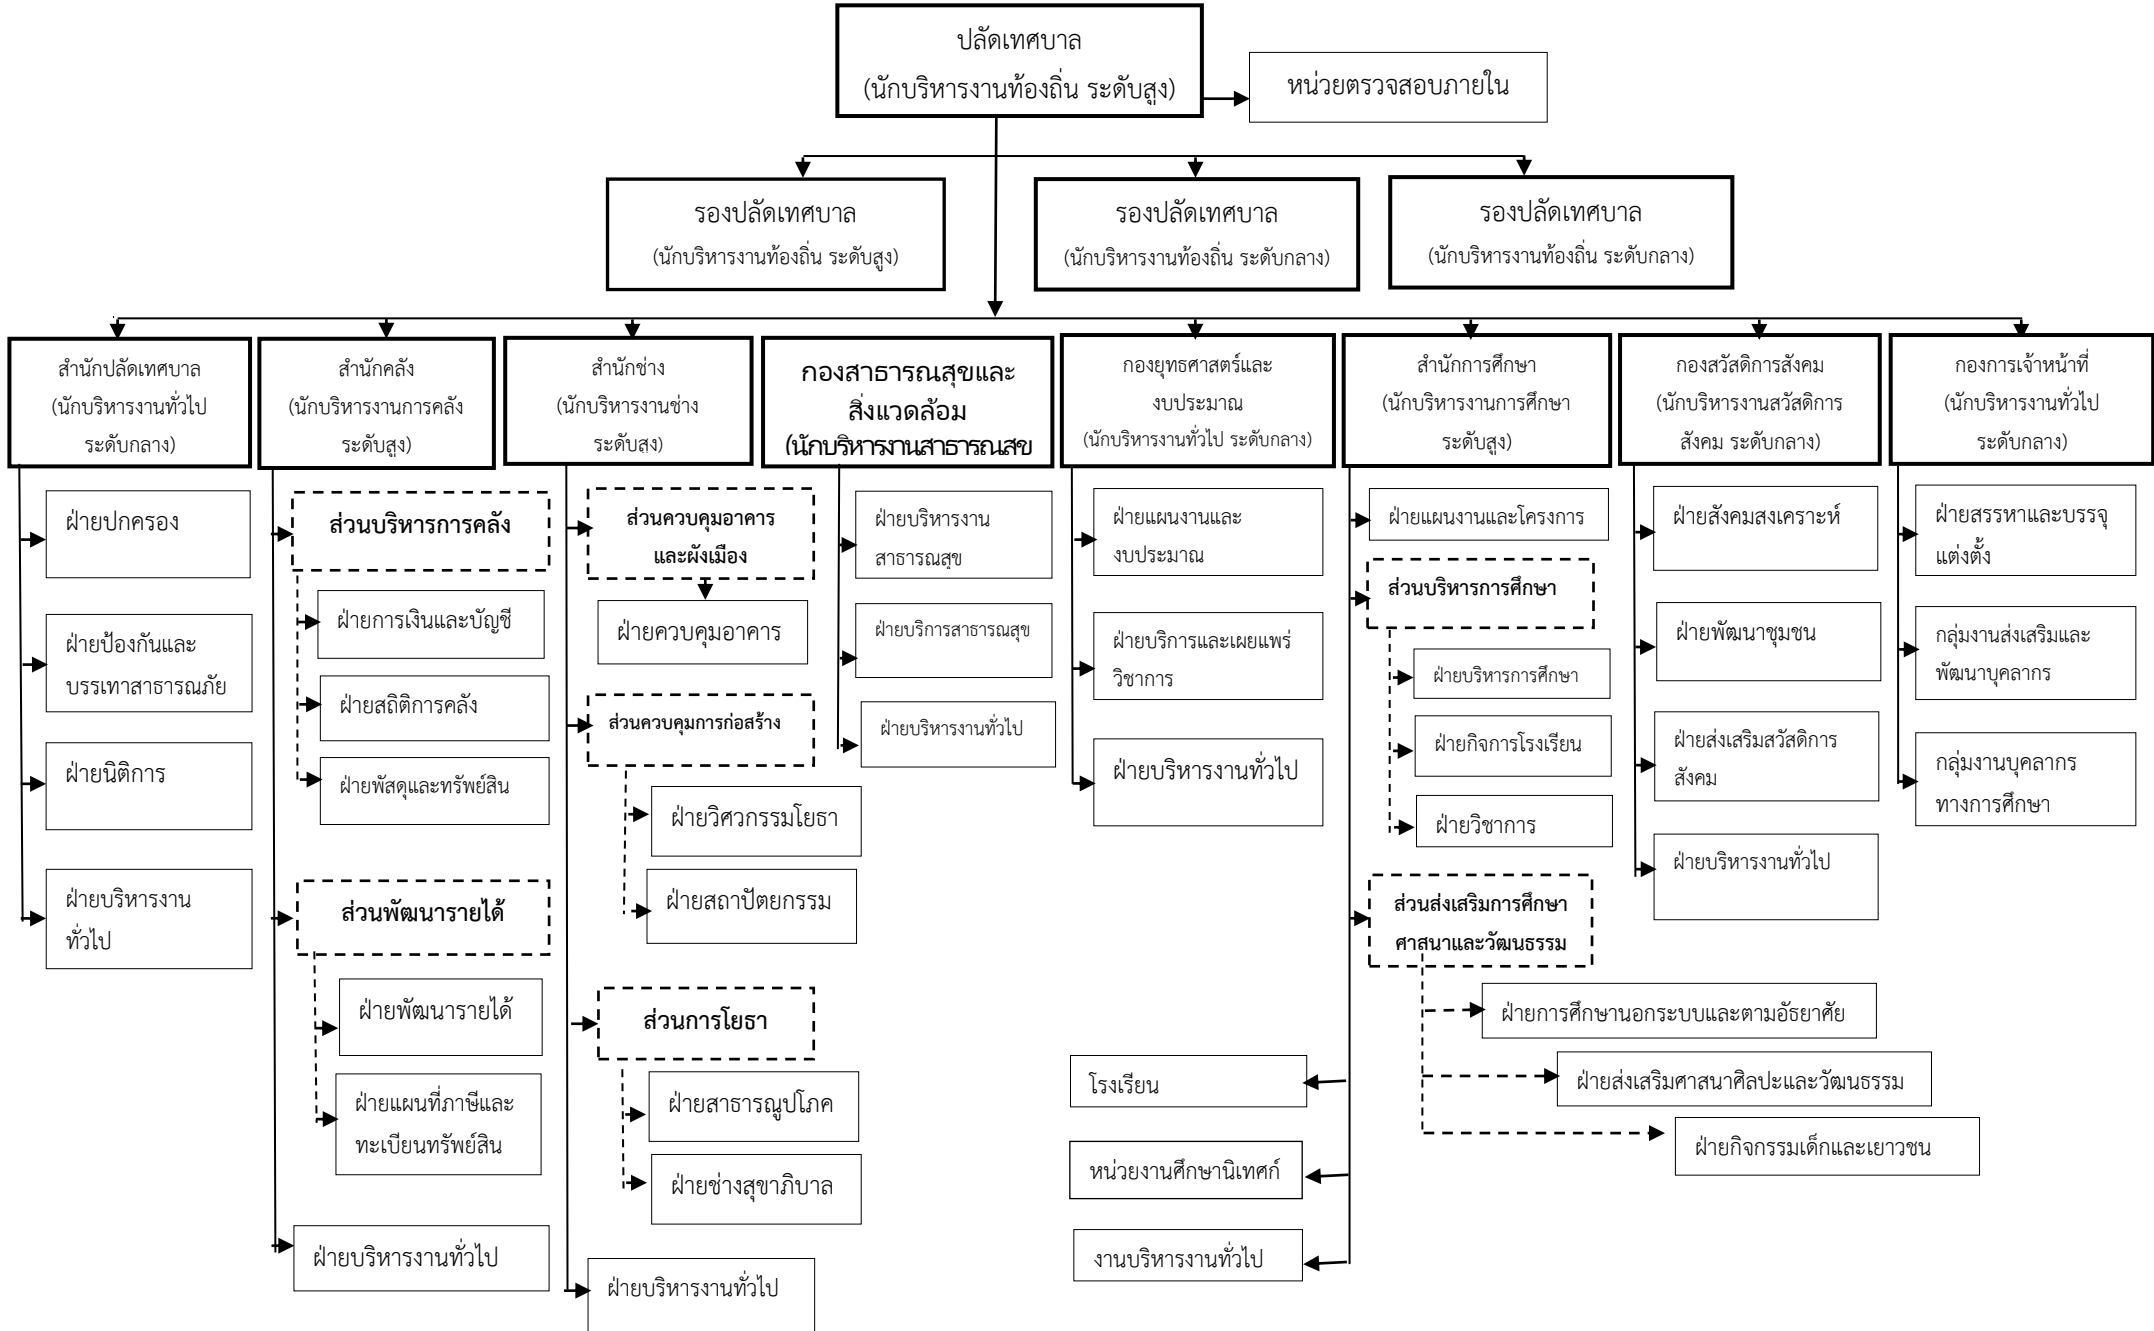 ปลัดเทศบาล
(นักบริหารงานท้องถิ่น ระดับสูง)
หน่วยตรวจสอบภายใน
รองปลัดเทศบาล
(นักบริหารงานท้องถิ่น ระดับสูง)
รองปลัดเทศบาล
(นักบริหารงานท้องถิ่น ระดับกลาง)
รองปลัดเทศบาล
(นักบริหารงานท้องถิ่น ระดับกลาง)
สำนักปลัดเทศบาล
(นักบริหารงานทั่วไป
ระดับกลาง)
ฝ่ายปกครอง
ฝ่ายป้องกันและ
บรรเทาสาธารณภัย
ฝ่ายนิติการ
ฝ่ายบริหารงาน
ทั่วไป
สำนักคลัง
(นักบริหารงานการคลัง
ระดับสูง)
ส่วนบริหารการคลัง
ฝ่ายการเงินและบัญชี
ฝ่ายสถิติการคลัง
ฝ่ายพัสดุและทรัพย์สิน
ส่วนพัฒนารายได้
ฝ่ายพัฒนารายได้
ฝ่ายแผนที่ภาษีและ
ทะเบียนทรัพย์สิน
ฝ่ายบริหารงานทั่วไป
สำนักช่าง
(นักบริหารงานช่าง
ระดับสูง)
ส่วนควบคุมอาคาร
และผังเมือง
ฝ่ายควบคุมอาคาร
ส่วนควบคุมการก่อสร้าง
ฝ่ายวิศวกรรมโยธา
ฝ่ายสถาปัตยกรรม
ส่วนการโยธา
ฝ่ายสาธารณูปโภค
ฝ่ายช่างสุขาภิบาล
ฝ่ายบริหารงานทั่วไป
กองสาธารณสุขและ
สิ่งแวดล้อม
(นักบริหารงานสาธารณสุข
ฝ่ายบริหารงาน
สาธารณสุข
ฝ่ายบริการสาธารณสุข
ฝ่ายบริหารงานทั่วไป
กองยุทธศาสตร์และ
งบประมาณ
(นักบริหารงานทั่วไป ระดับกลาง)
ฝ่ายแผนงานและ
งบประมาณ
ฝ่ายบริการและเผยแพร่
วิชาการ
ฝ่ายบริหารงานทั่วไป
สำนักการศึกษา
(นักบริหารงานการศึกษา
ระดับสูง)
ฝ่ายแผนงานและโครงการ
ส่วนบริหารการศึกษา
ฝ่ายบริหารการศึกษา
ฝ่ายกิจการโรงเรียน
ฝ่ายวิชาการ
ส่วนส่งเสริมการศึกษา
ศาสนาและวัฒนธรรม
ฝ่ายการศึกษานอกระบบและตามอัธยาศัย
ฝ่ายส่งเสริมศาสนาศิลปะและวัฒนธรรม
ฝ่ายกิจกรรมเด็กและเยาวชน
โรงเรียน
หน่วยงานศึกษานิเทศก์
งานบริหารงานทั่วไป
กองสวัสดิการสังคม
(นักบริหารงานสวัสดิการ
สังคม ระดับกลาง)
ฝ่ายสังคมสงเคราะห์
ฝ่ายพัฒนาชุมชน
ฝ่ายส่งเสริมสวัสดิการ
สังคม
ฝ่ายบริหารงานทั่วไป
กองการเจ้าหน้าที่
(นักบริหารงานทั่วไป
ระดับกลาง)
ฝ่ายสรรหาและบรรจุ
แต่งตั้ง
กลุ่มงานส่งเสริมและ
พัฒนาบุคลากร
กลุ่มงานบุคลากร
ทางการศึกษา